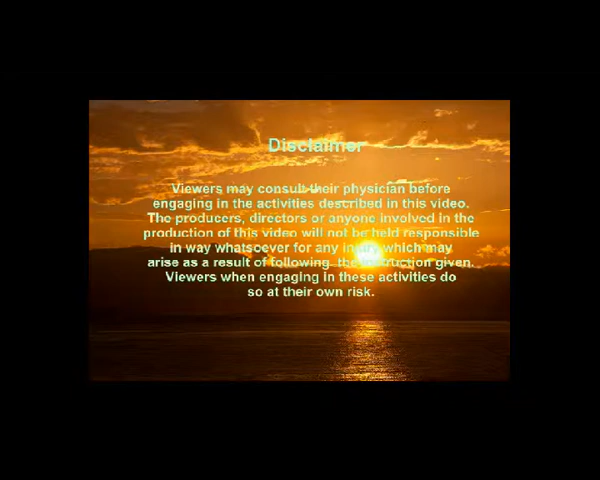 Disclaimer
Viewers may consult their physician before
engaging in the activities described in this video.
The producers, directors or anyone involved in the
production of this video will not be held responsible
in way whatsoever for any injury which may
arise as a result of following the instruction given.
Viewers when engaging in these activities do
so at their own risk.